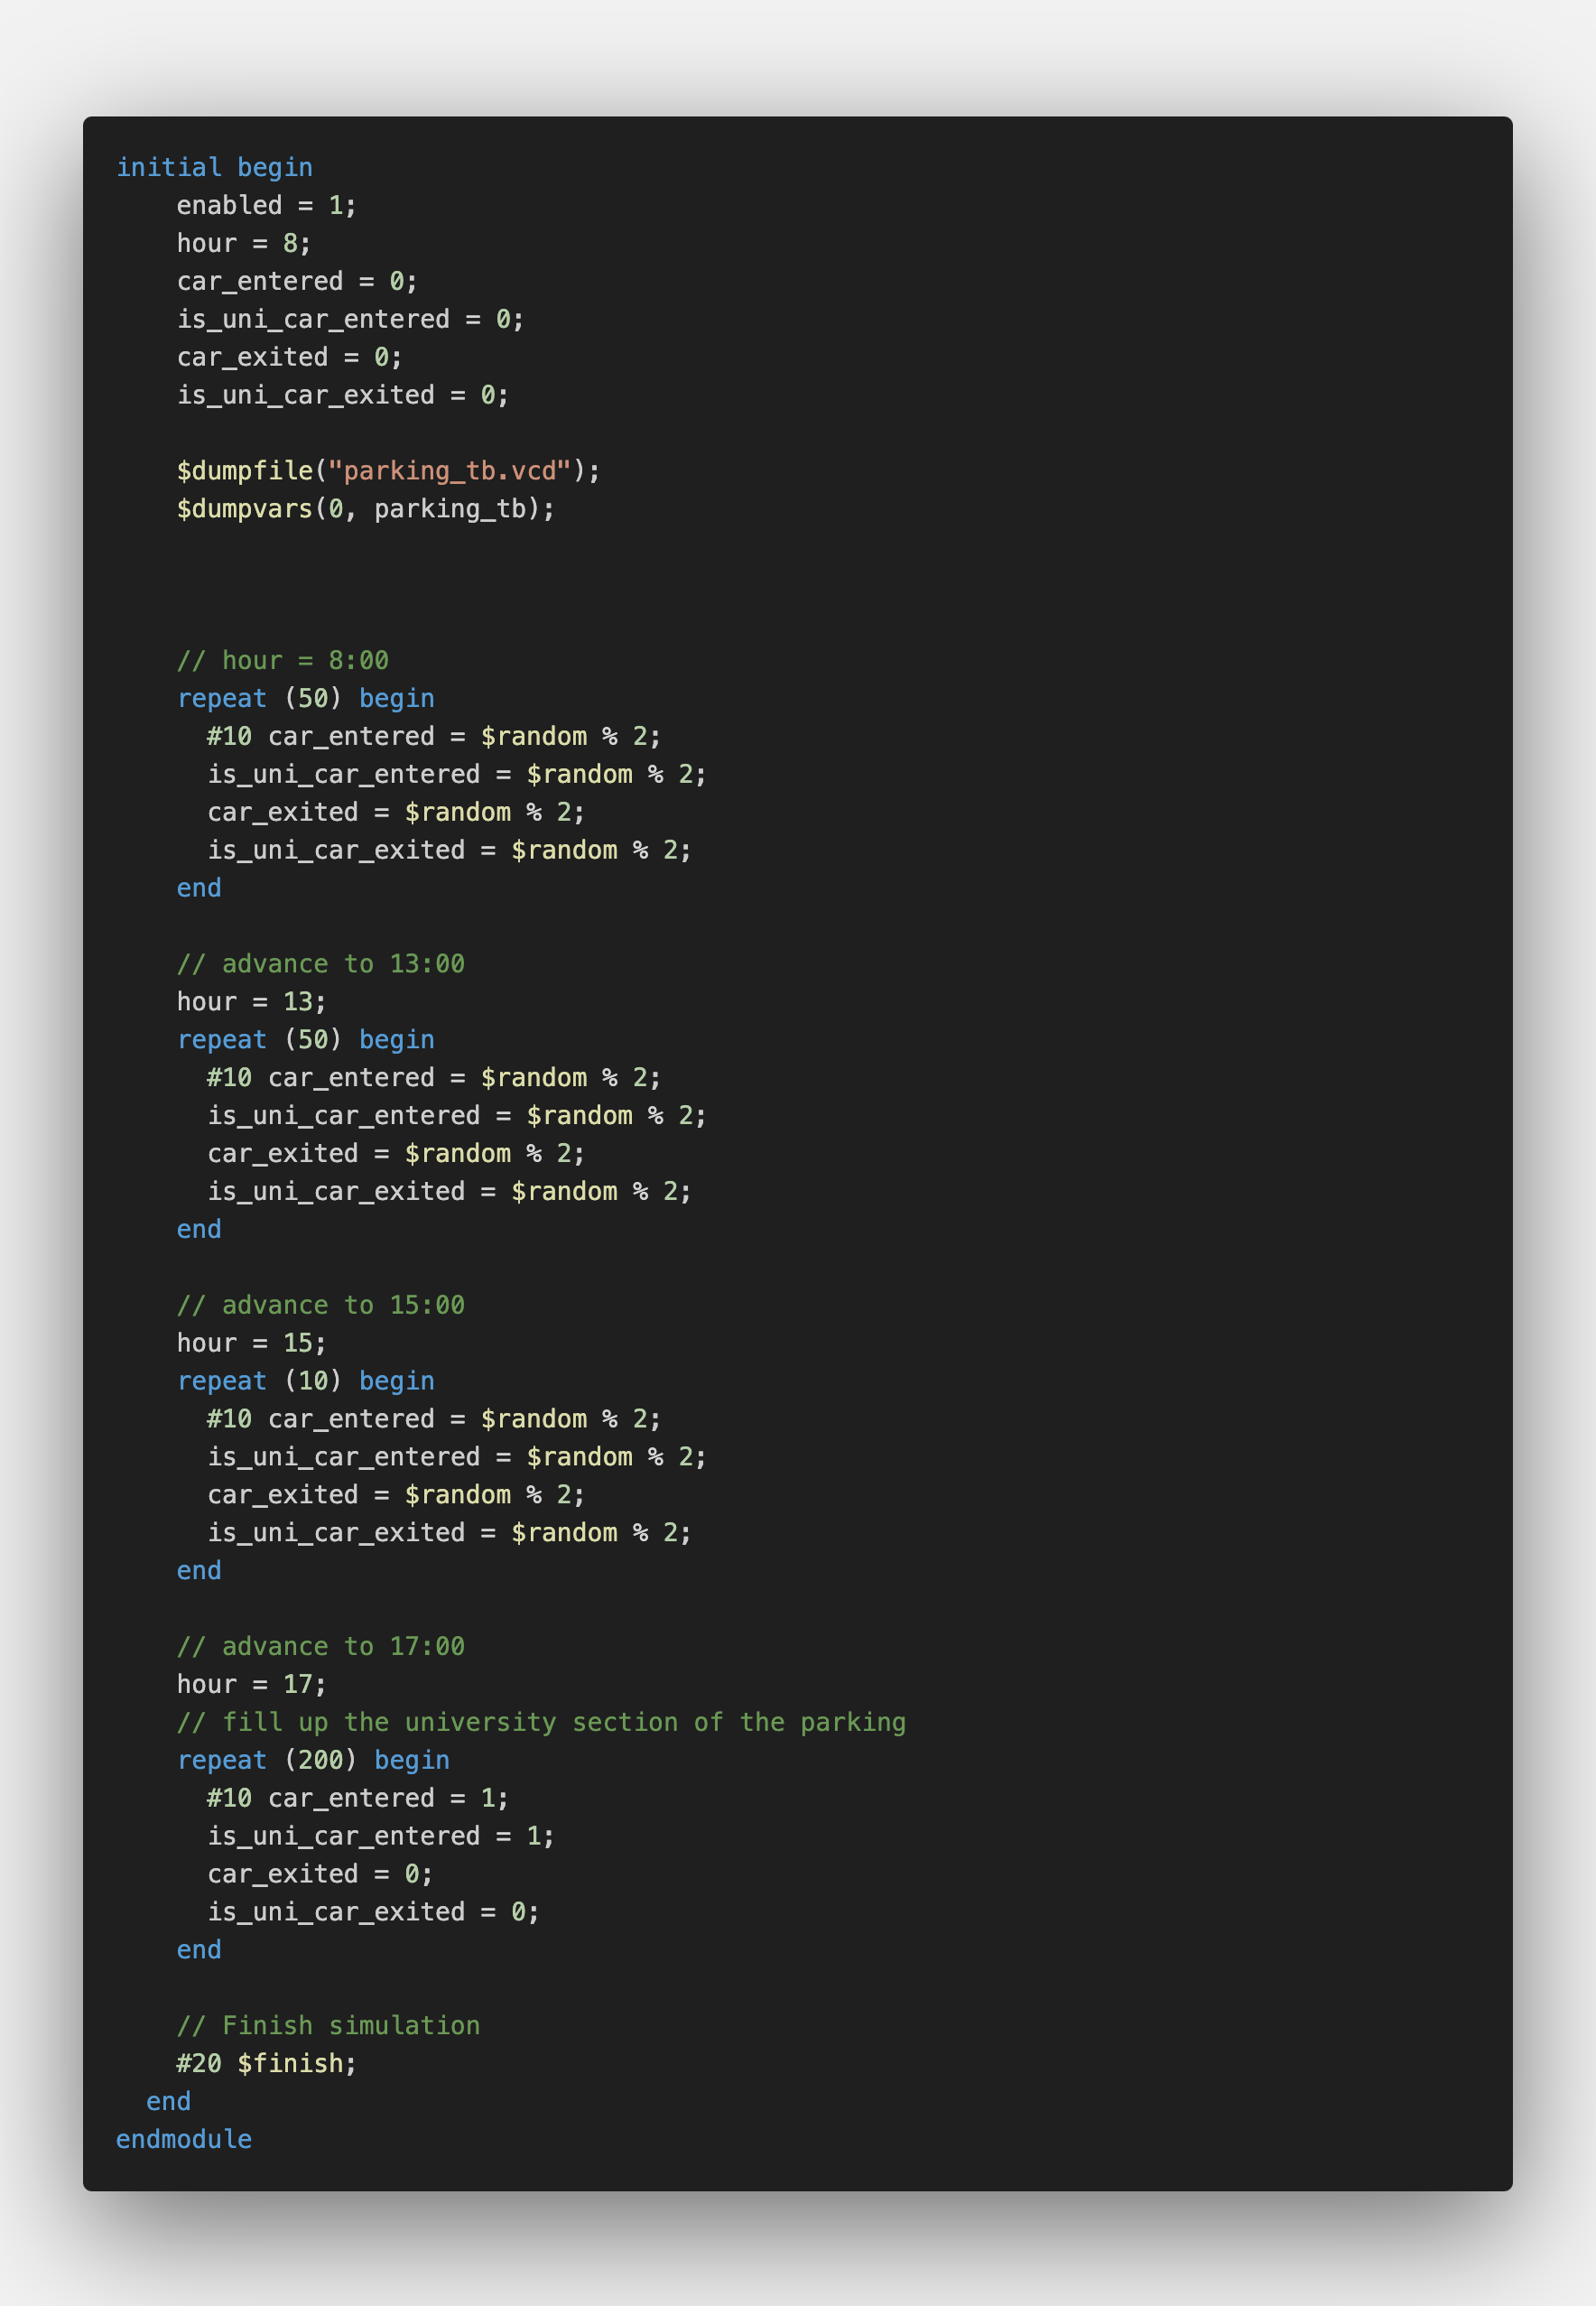 initial begin
    enabled = 1;
    hour = 8;
    car_entered = 0;
    is_uni_car_entered = 0;
    car_exited = 0;
    is_uni_car_exited = 0;

    $dumpfile("parking_tb.vcd");
    $dumpvars(0, parking_tb);



    // hour = 8:00
    repeat (50) begin
      #10 car_entered = $random % 2;
      is_uni_car_entered = $random % 2;
      car_exited = $random % 2;
      is_uni_car_exited = $random % 2;
    end

    // advance to 13:00
    hour = 13;
    repeat (50) begin
      #10 car_entered = $random % 2;
      is_uni_car_entered = $random % 2;
      car_exited = $random % 2;
      is_uni_car_exited = $random % 2;
    end

    // advance to 15:00
    hour = 15;
    repeat (10) begin
      #10 car_entered = $random % 2;
      is_uni_car_entered = $random % 2;
      car_exited = $random % 2;
      is_uni_car_exited = $random % 2;
    end

    // advance to 17:00
    hour = 17;
    // fill up the university section of the parking
    repeat (200) begin
      #10 car_entered = 1;
      is_uni_car_entered = 1;
      car_exited = 0;
      is_uni_car_exited = 0;
    end

    // Finish simulation
    #20 $finish;
  end
endmodule